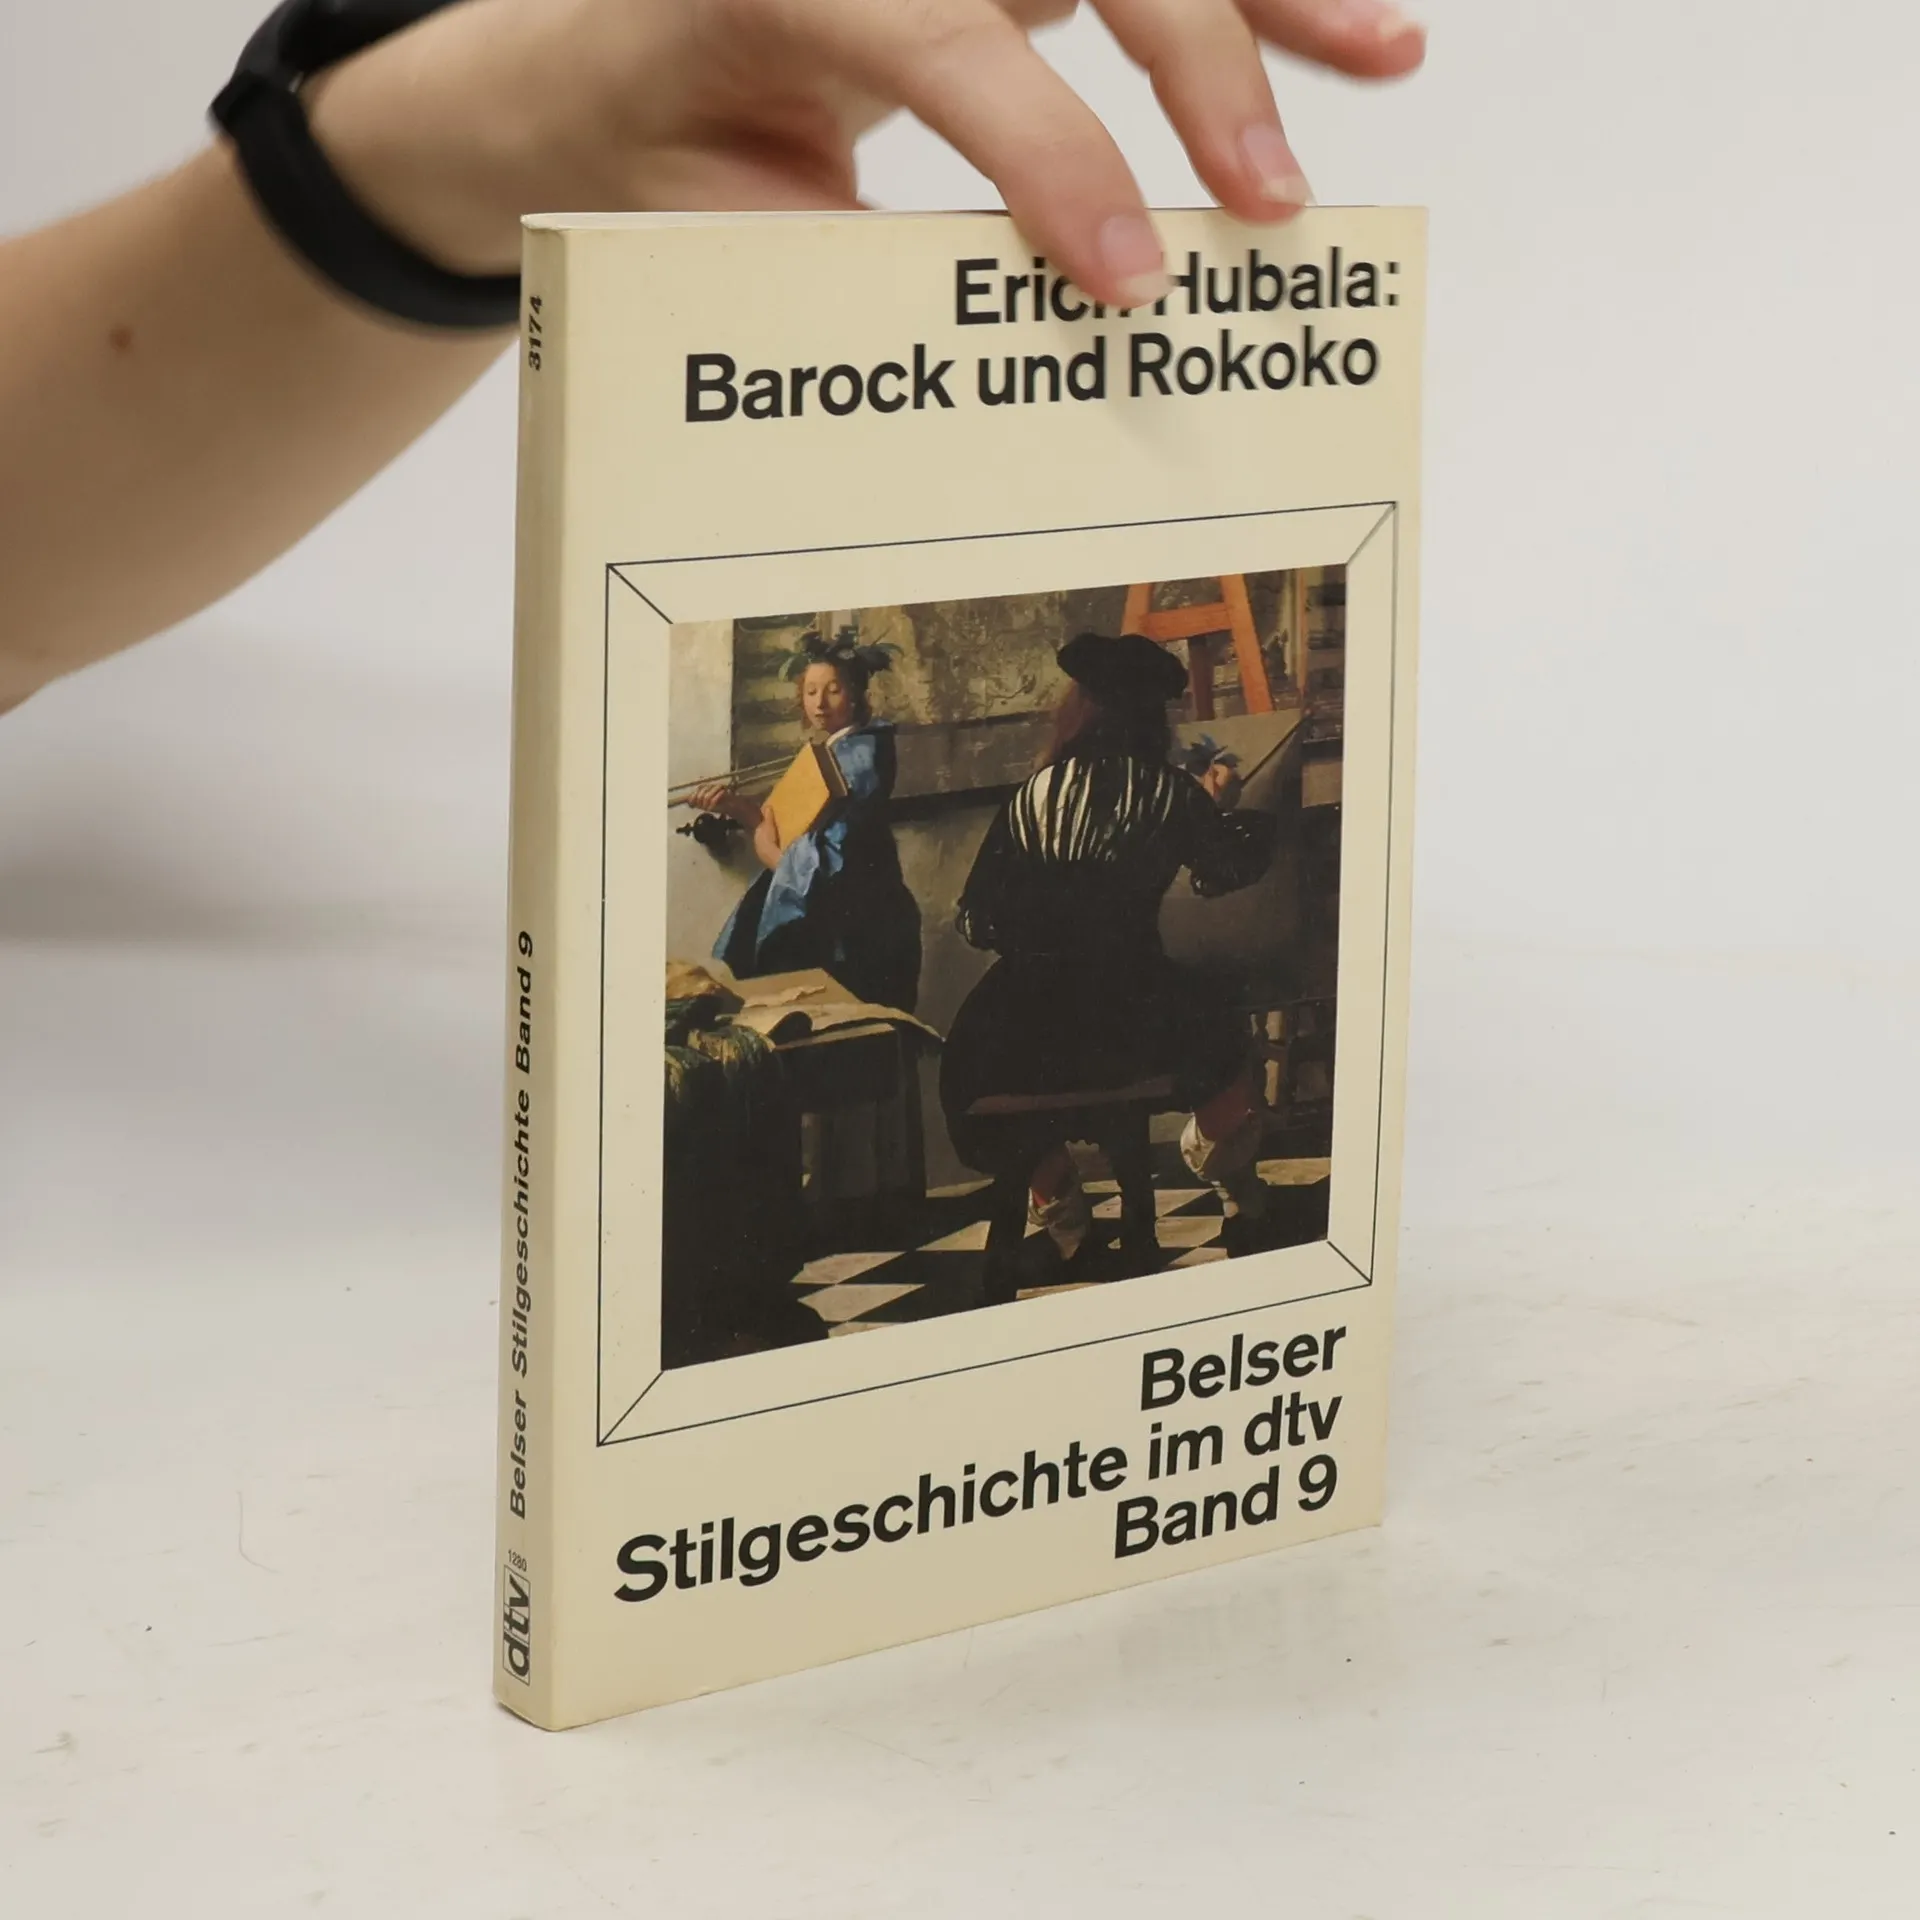 Erich Hubala:
Barock und Rokoko
Belser
Stilgeschichte im dtv
Band 9
3174
Belser Stilgeschichte Band 9
1280
dtv